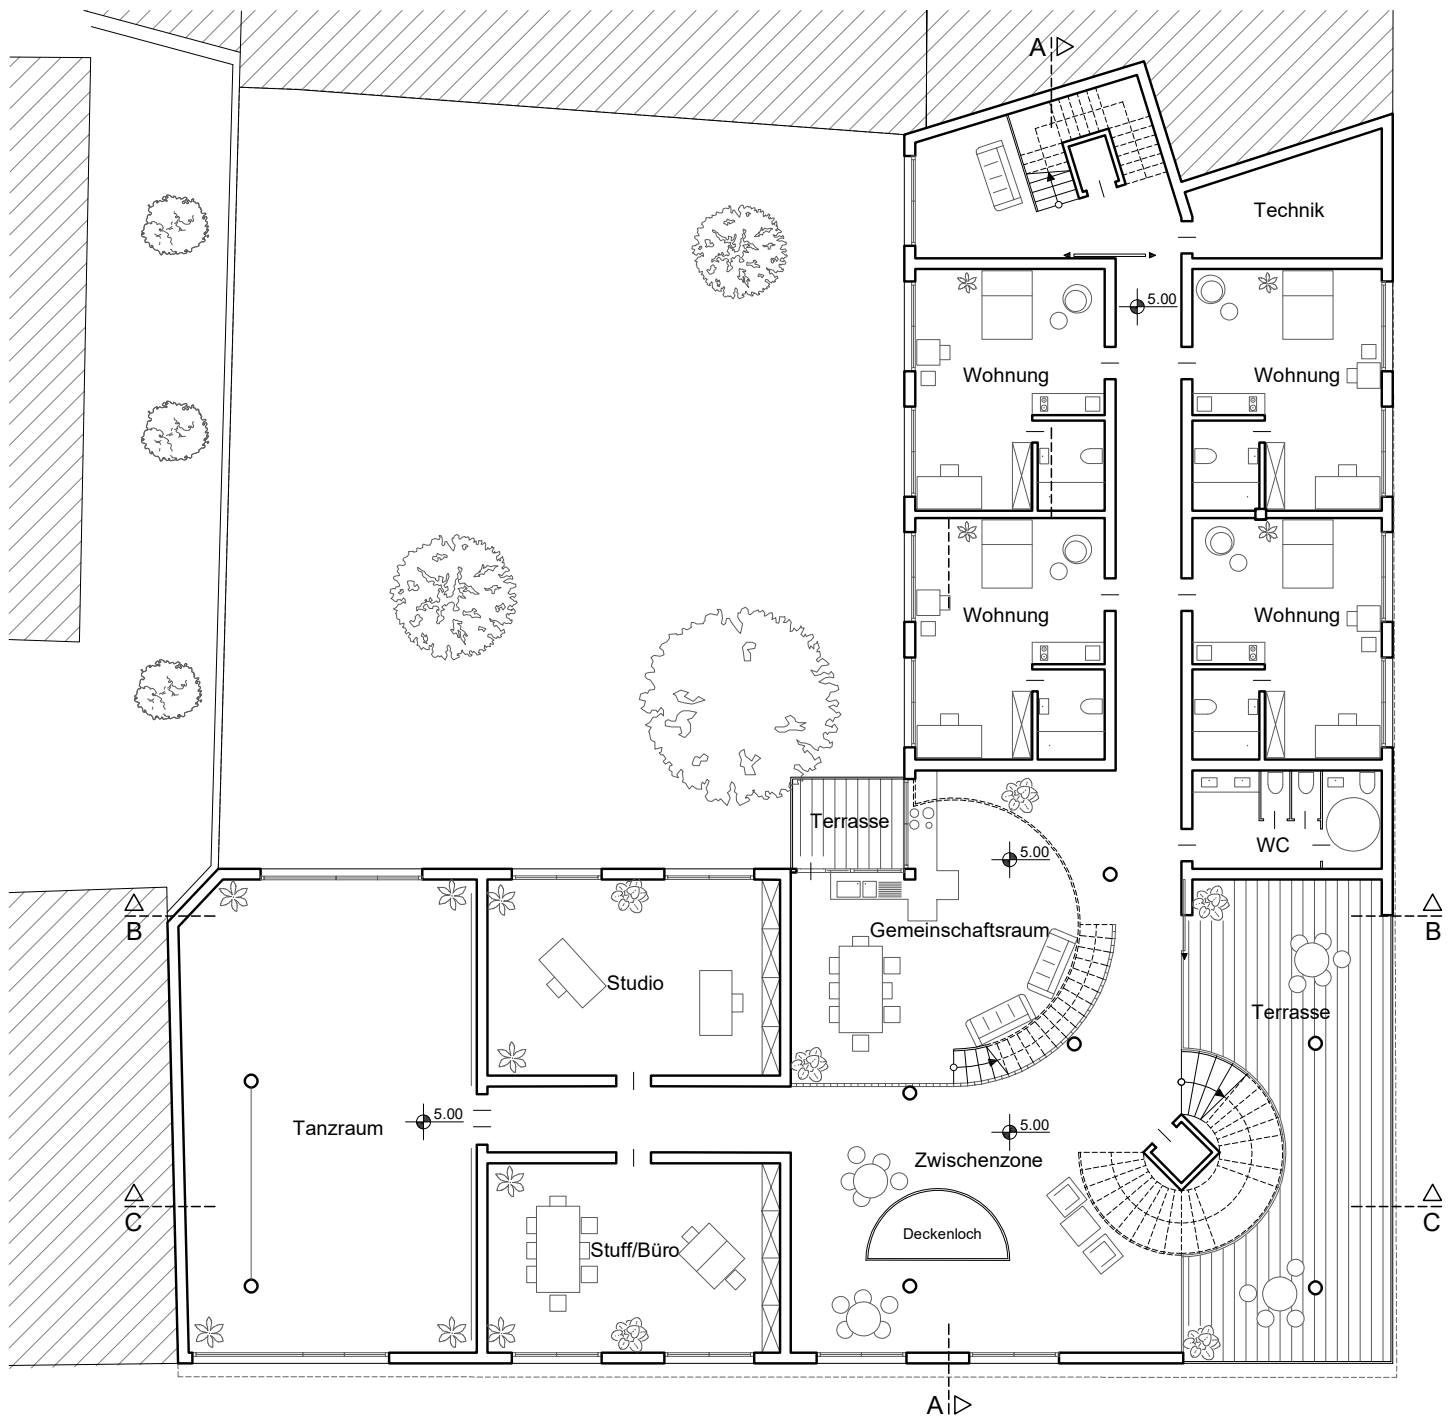 A
Technik
5.00
Wohnung
Wohnung
Wohnung
Wohnung
Terrasse
5.00
WC
B
Gemeinschaftsraum
B
Studio
Terrasse
5.00
Tanzraum
5.00
Zwischenzone
C
C
Deckenloch
Stuff/Büro
A